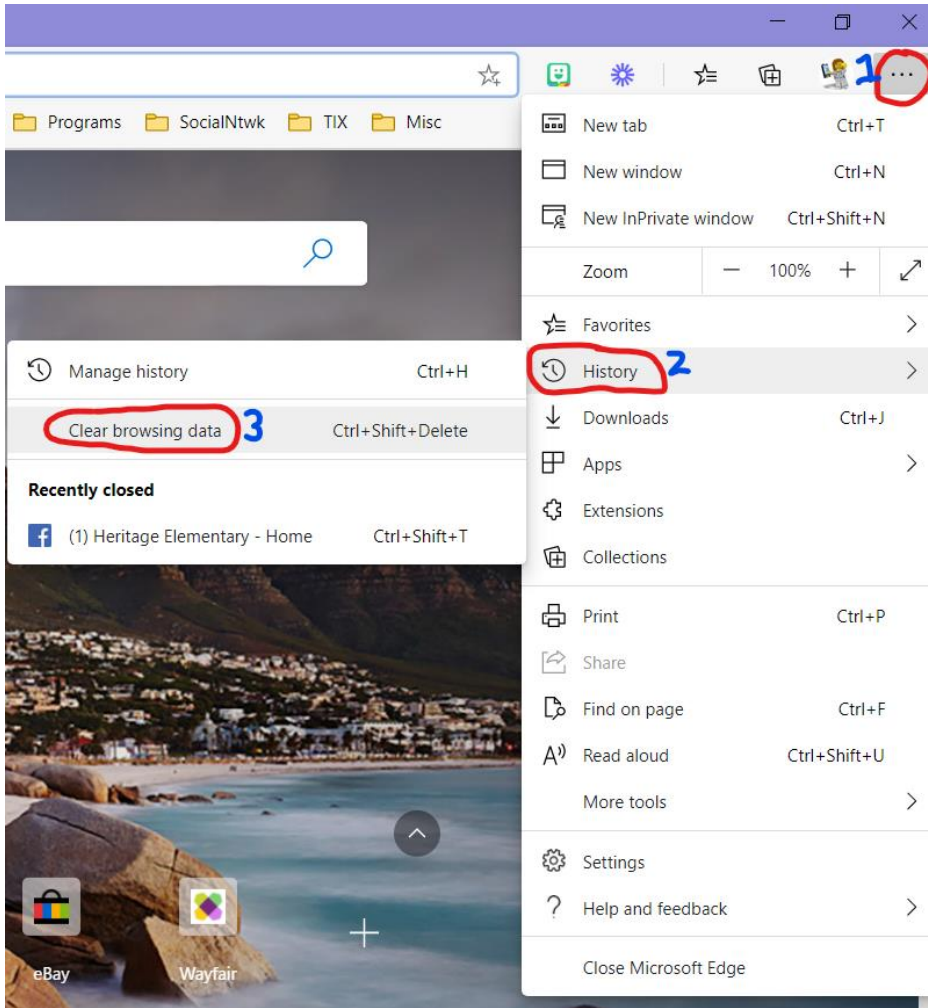 1
Programs SocialNtwk TIX Misc
New tab Ctrl+T
New window Ctrl+N
New InPrivate window Ctrl+Shift+N
Zoom — 100% +
Favorites
History 2
Manage history Ctrl+H
Clear browsing data 3 Ctrl+Shift+Delete
Recently closed
(1) Heritage Elementary - Home Ctrl+Shift+T
Downloads Ctrl+J
Apps
Extensions
Collections
Print Ctrl+P
Share
Find on page Ctrl+F
Read aloud Ctrl+Shift+U
More tools
Settings
Help and feedback
Close Microsoft Edge
eBay Wayfair